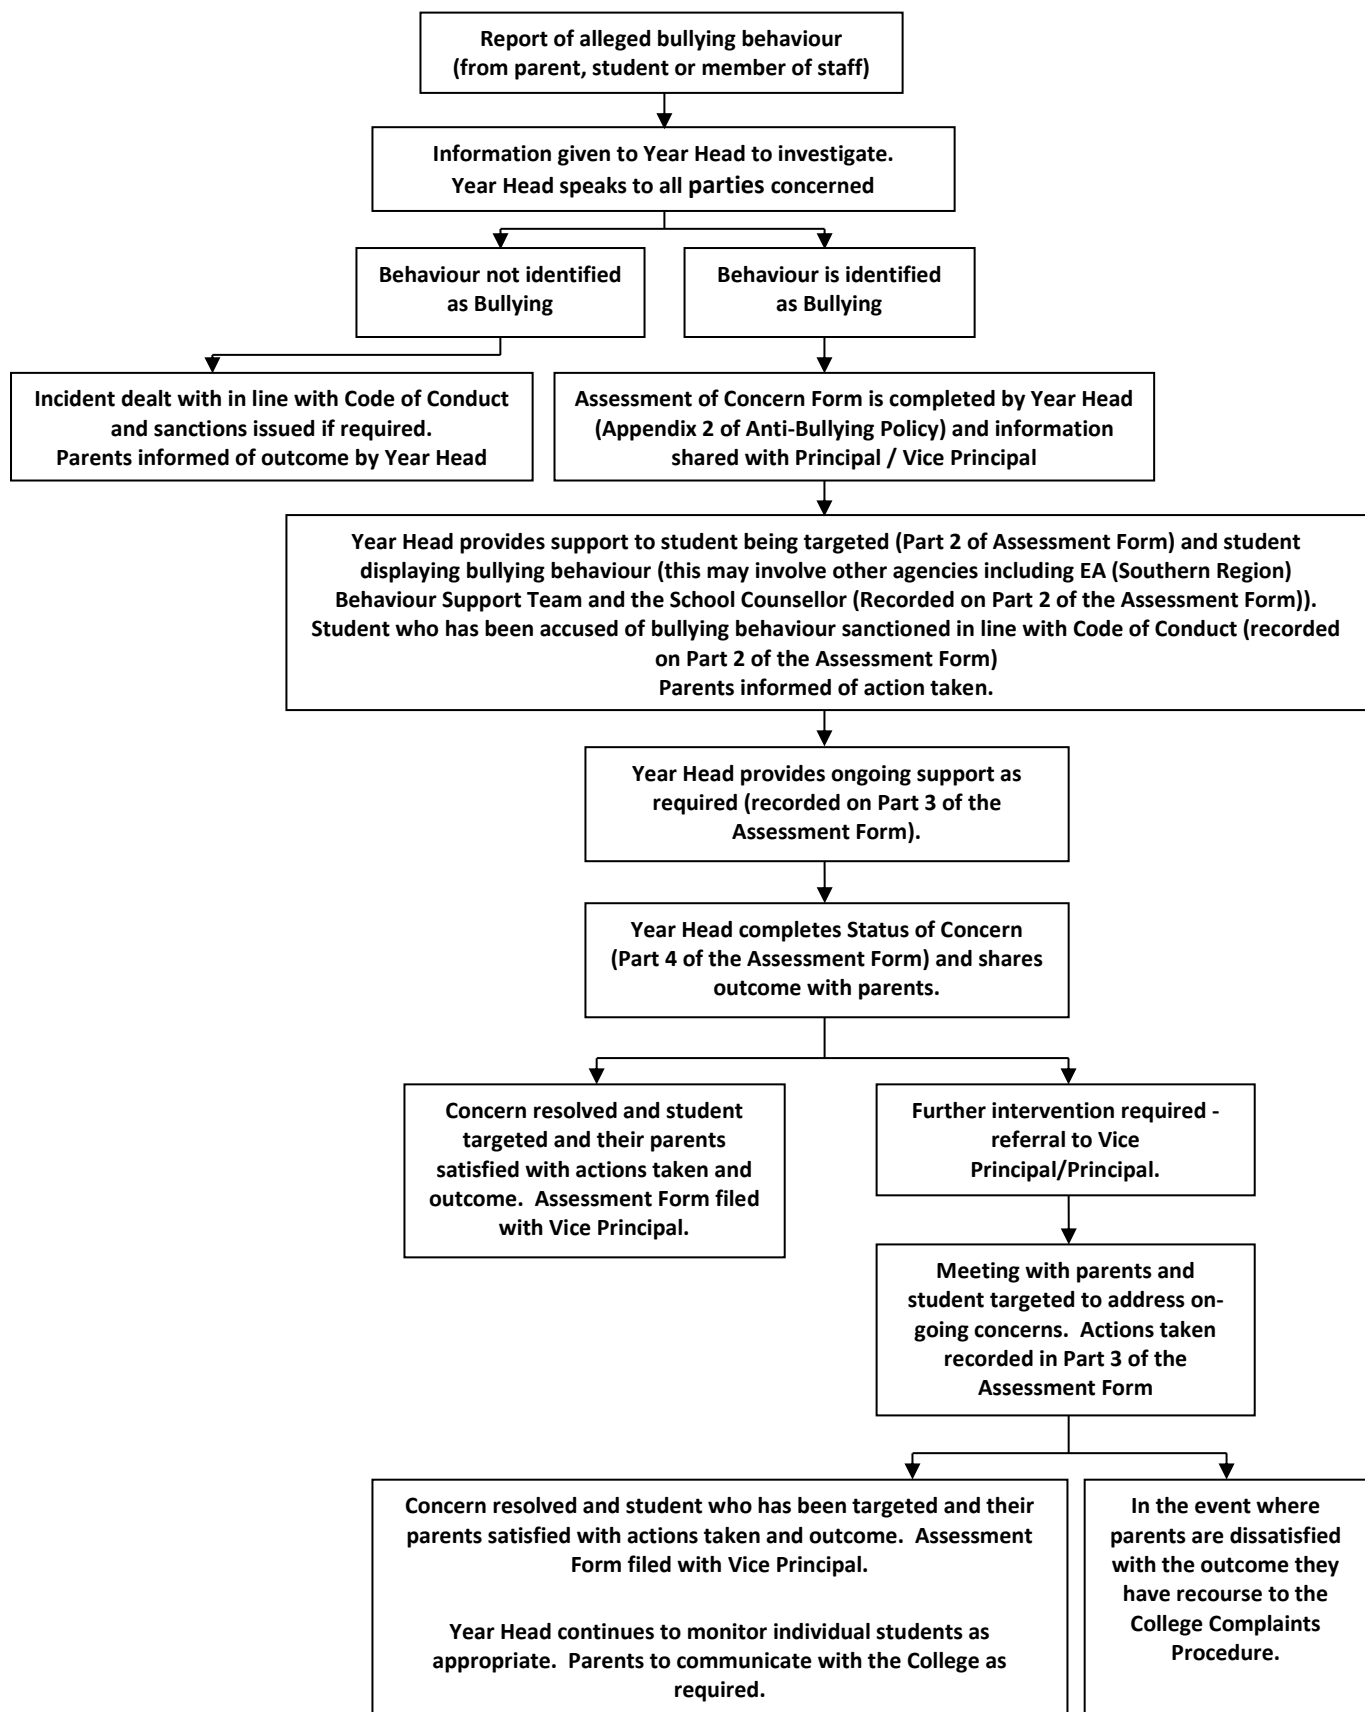 Report of alleged bullying behaviour
(from parent, student or member of staff)
Information given to Year Head to investigate.
Year Head speaks to all parties concerned
Behaviour not identified
as Bullying
Behaviour is identified
as Bullying
Incident dealt with in line with Code of Conduct
and sanctions issued if required.
Parents informed of outcome by Year Head
Assessment of Concern Form is completed by Year Head
(Appendix 2 of Anti-Bullying Policy) and information
shared with Principal / Vice Principal
Year Head provides support to student being targeted (Part 2 of Assessment Form) and student
displaying bullying behaviour (this may involve other agencies including EA (Southern Region)
Behaviour Support Team and the School Counsellor (Recorded on Part 2 of the Assessment Form)).
Student who has been accused of bullying behaviour sanctioned in line with Code of Conduct (recorded
on Part 2 of the Assessment Form)
Parents informed of action taken.
Year Head provides ongoing support as
required (recorded on Part 3 of the
Assessment Form).
Year Head completes Status of Concern
(Part 4 of the Assessment Form) and shares
outcome with parents.
Concern resolved and student
targeted and their parents
satisfied with actions taken and
outcome.  Assessment Form filed
with Vice Principal.
Further intervention required -
referral to Vice
Principal/Principal.
Meeting with parents and
student targeted to address on-
going concerns.  Actions taken
recorded in Part 3 of the
Assessment Form
Concern resolved and student who has been targeted and their
parents satisfied with actions taken and outcome.  Assessment
Form filed with Vice Principal.
Year Head continues to monitor individual students as
appropriate.  Parents to communicate with the College as
required.
In the event where
parents are dissatisfied
with the outcome they
have recourse to the
College Complaints
Procedure.